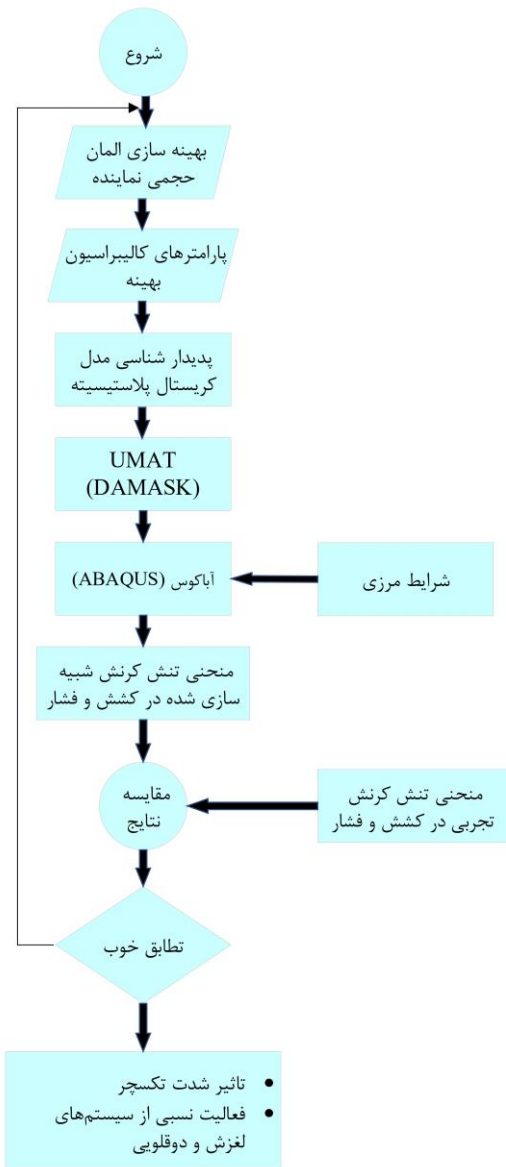 شروع
بهینه سازی المان
حجمی نماینده
پارامترهای کالیبراسیون
بهینه
پدیدار شناسی مدل
کریستال پلاستیسیته
UMAT
(DAMASK)
آباکوس (ABAQUS)
شرایط مرزی
منحنی تنش کرنش شبیه
سازی شده در کشش و فشار
مقایسه
نتایج
منحنی تنش کرنش
تجربی در کشش و فشار
تطابق خوب
• تاثیر شدت تکسچر
• فعالیت نسبی از سیستم‌های
لغزش و دوقلویی